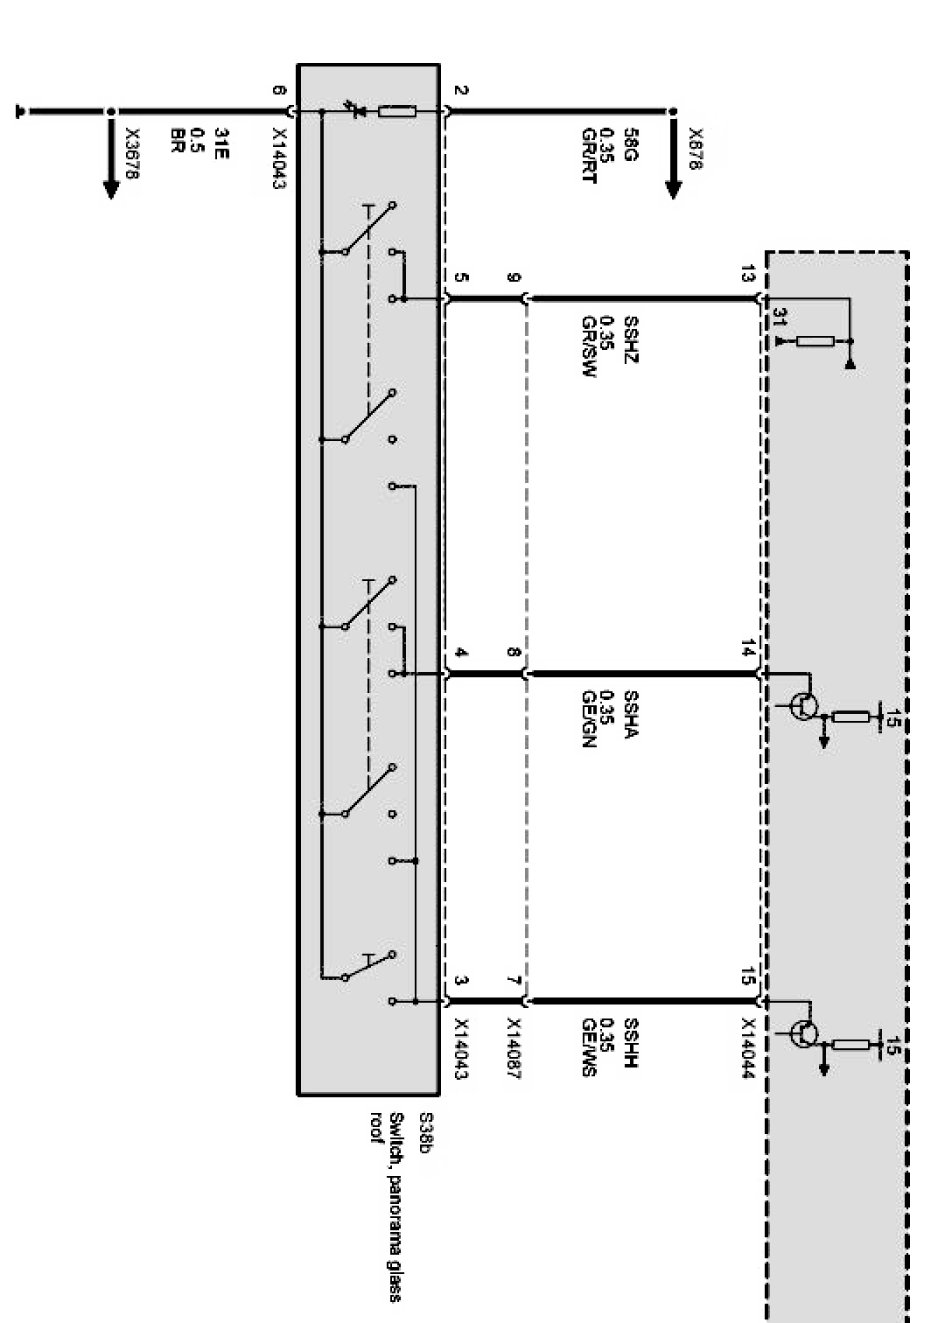 X878
58G
0.35
GR/RT
2
6
X14043
31E
0.5
BR
X3678
13
31
SSHZ
0.35
GR/SW
9
5
15
14
SSHA
0.35
GE/GN
8
4
15
15
X14044
SSHH
0.35
GE/WS
7
X14087
3
X14043
S38b
Switch, panorama glass
roof